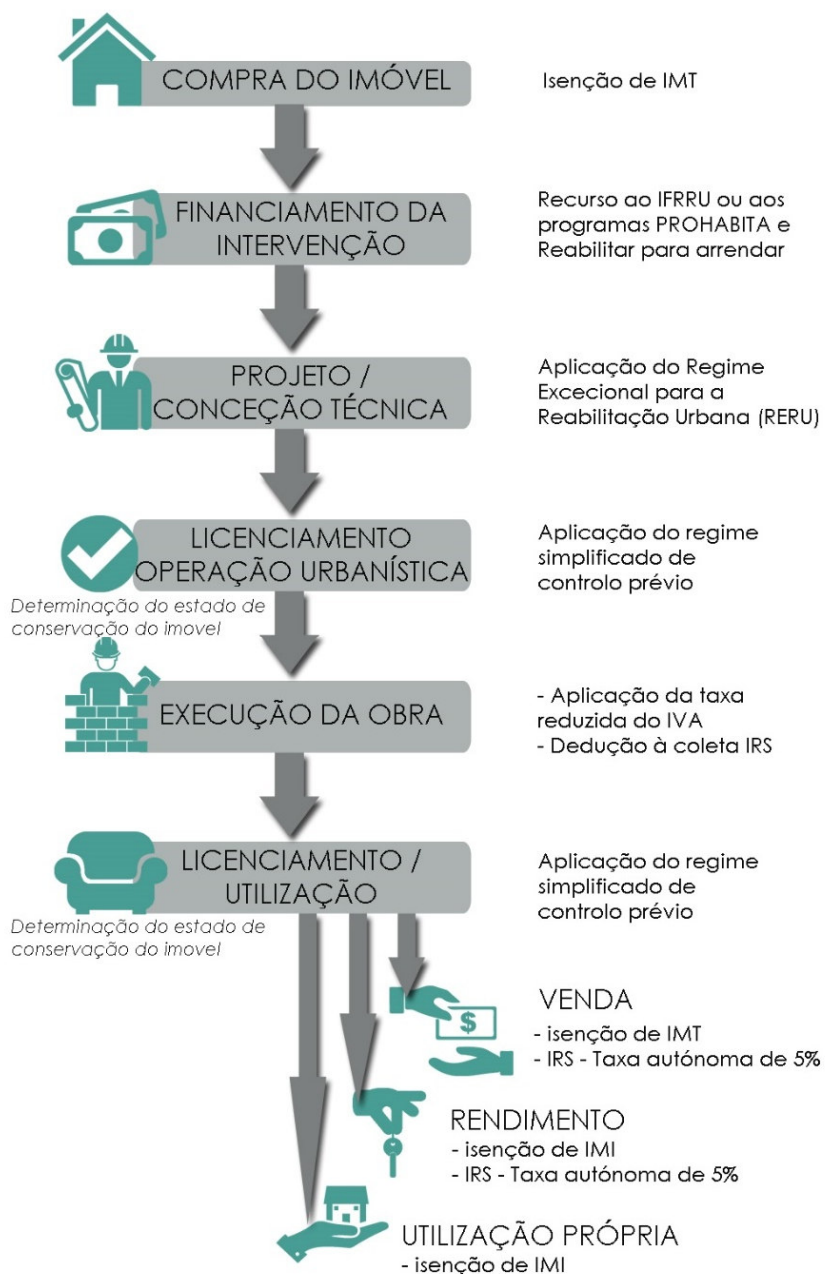 COMPRA DO IMÓVEL
Isenção de IMT
FINANCIAMENTO DA
INTERVENÇÃO
Recurso ao IFRRU ou aos
programas PROHABITA e
Reabilitar para arrendar
PROJETO /
CONCEÇÃO TÉCNICA
Aplicação do Regime
Excecional para a
Reabilitação Urbana (RERU)
LICENCIAMENTO
OPERAÇÃO URBANÍSTICA
Determinação do estado de
conservação do imovel
Aplicação do regime
simplificado de
controlo prévio
EXECUÇÃO DA OBRA
- Aplicação da taxa
reduzida do IVA
- Dedução à coleta IRS
LICENCIAMENTO /
UTILIZAÇÃO
Determinação do estado de
conservação do imovel
Aplicação do regime
simplificado de
controlo prévio
$
VENDA
- isenção de IMT
- IRS - Taxa autónoma de 5%
RENDIMENTO
- isenção de IMI
- IRS - Taxa autónoma de 5%
UTILIZAÇÃO PRÓPRIA
- isenção de IMI